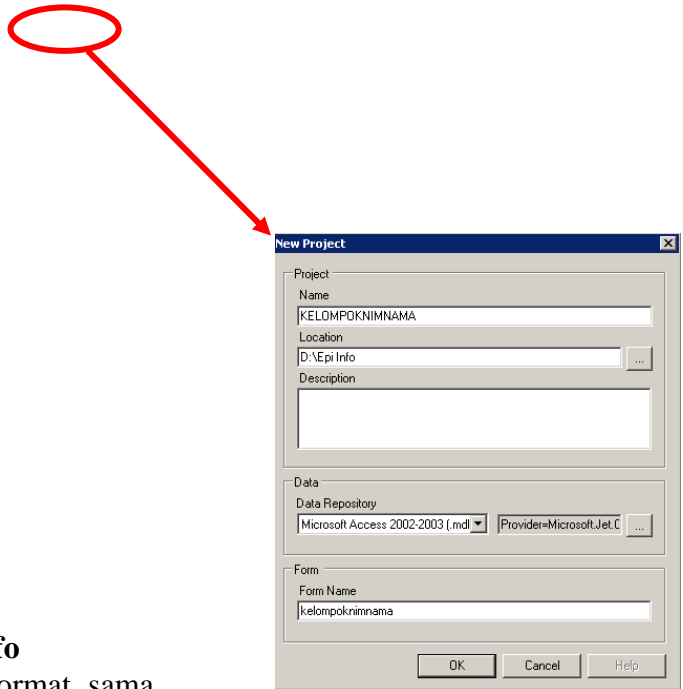 New Project
Project
Name
KELOMPOKNIMNAMA
Location
D:\Epi Info
...
Description
Data
Data Repository
Microsoft Access 2002-2003 (.md
Provider=Microsoft.Jet.
...
Form
Form Name
kelompoknimnama
OK Cancel Help
fo
ormat sama